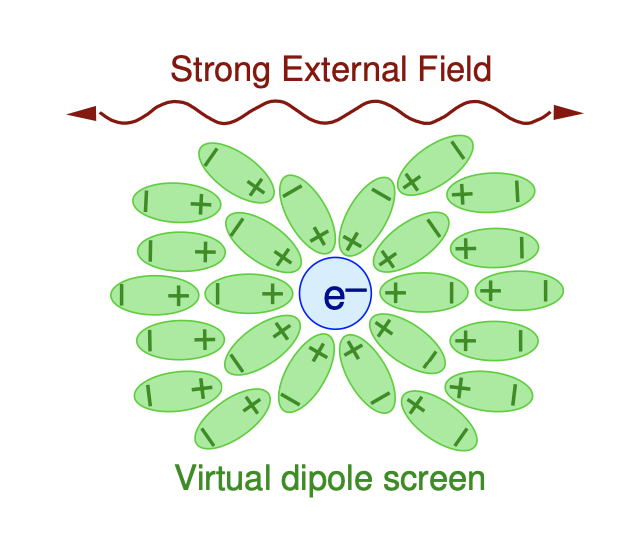 Strong External Field
e–
Virtual dipole screen